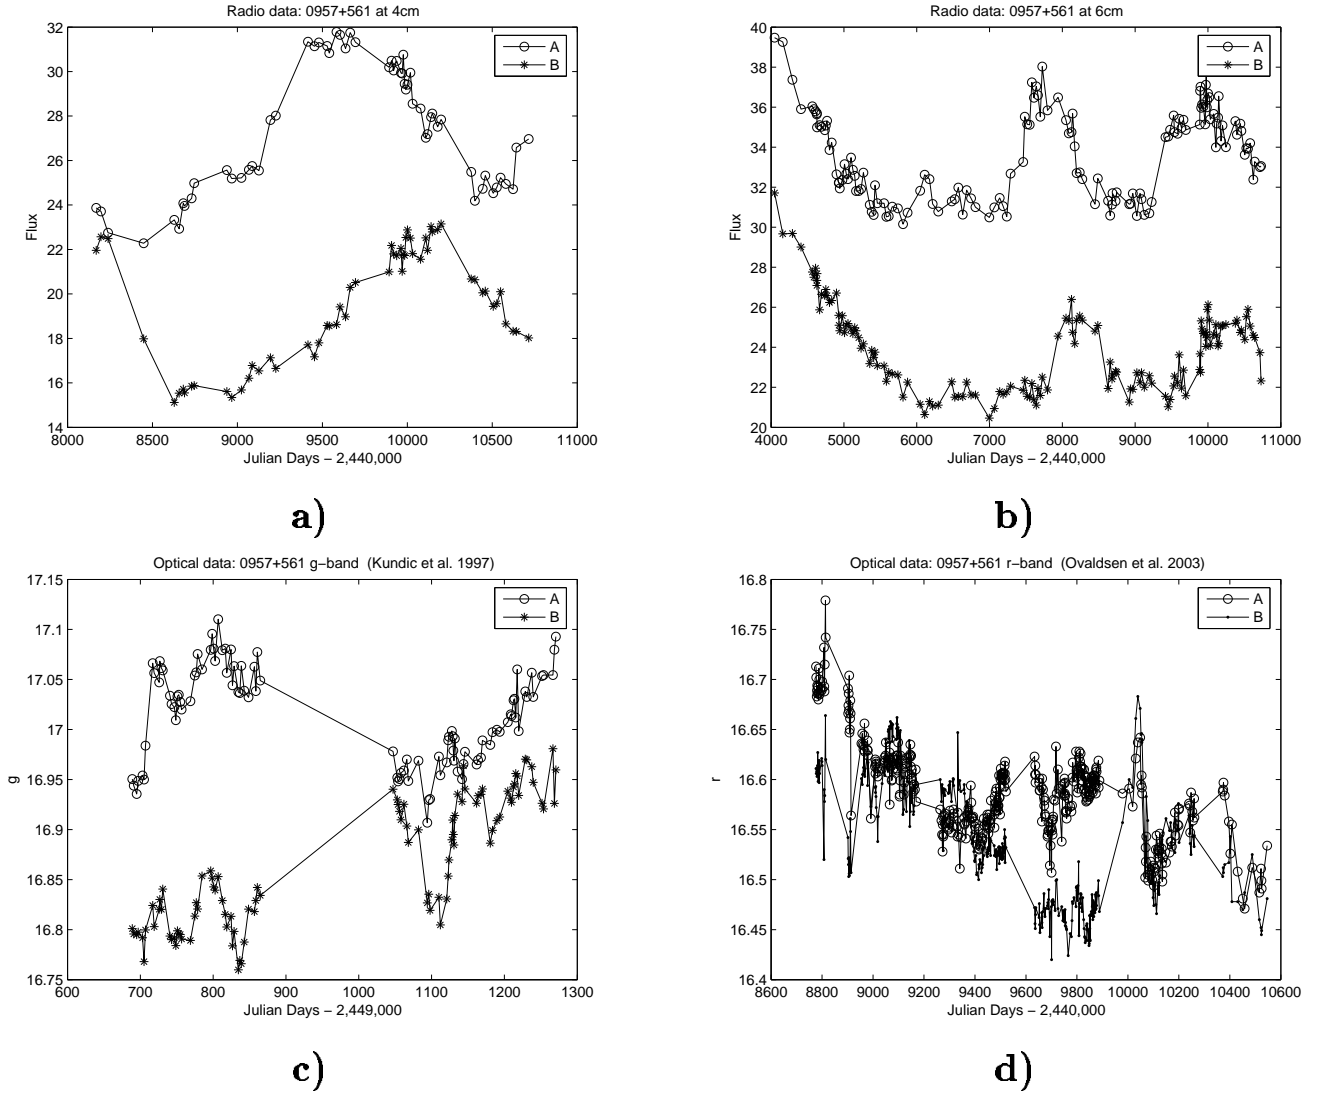 Radio data: 0957+561 at 4cm
32
30
28
26
24
22
20
18
16
14
Flux
8000 8500 9000 9500 10000 10500 11000
Julian Days − 2,440,000
A
B
a)
Radio data: 0957+561 at 6cm
40
38
36
34
32
30
28
26
24
22
20
Flux
4000 5000 6000 7000 8000 9000 10000 11000
Julian Days − 2,440,000
A
B
b)
Optical data: 0957+561 g−band (Kundic et al. 1997)
17.15
17.1
17.05
17
16.95
16.9
16.85
16.8
16.75
g
600 700 800 900 1000 1100 1200 1300
Julian Days − 2,449,000
A
B
c)
Optical data: 0957+561 r−band (Ovaldsen et al. 2003)
16.8
16.75
16.7
16.65
16.6
16.55
16.5
16.45
16.4
r
8600 8800 9000 9200 9400 9600 9800 10000 10200 10400 10600
Julian Days − 2,440,000
A
B
d)